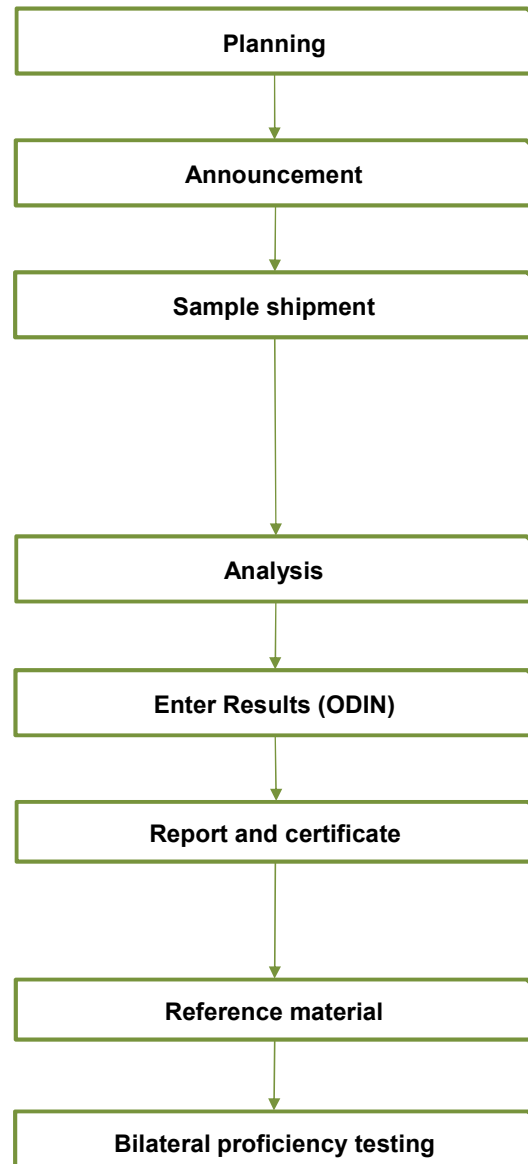 Planning
Announcement
Sample shipment
Analysis
Enter Results (ODIN)
Report and certificate
Reference material
Bilateral proficiency testing